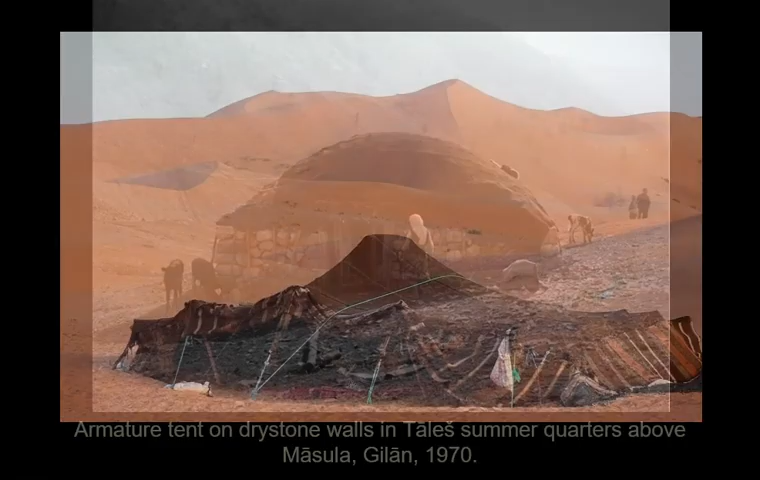 Armature tent on drystone walls in Tāleš summer quarters above
Māsula, Gilān, 1970.